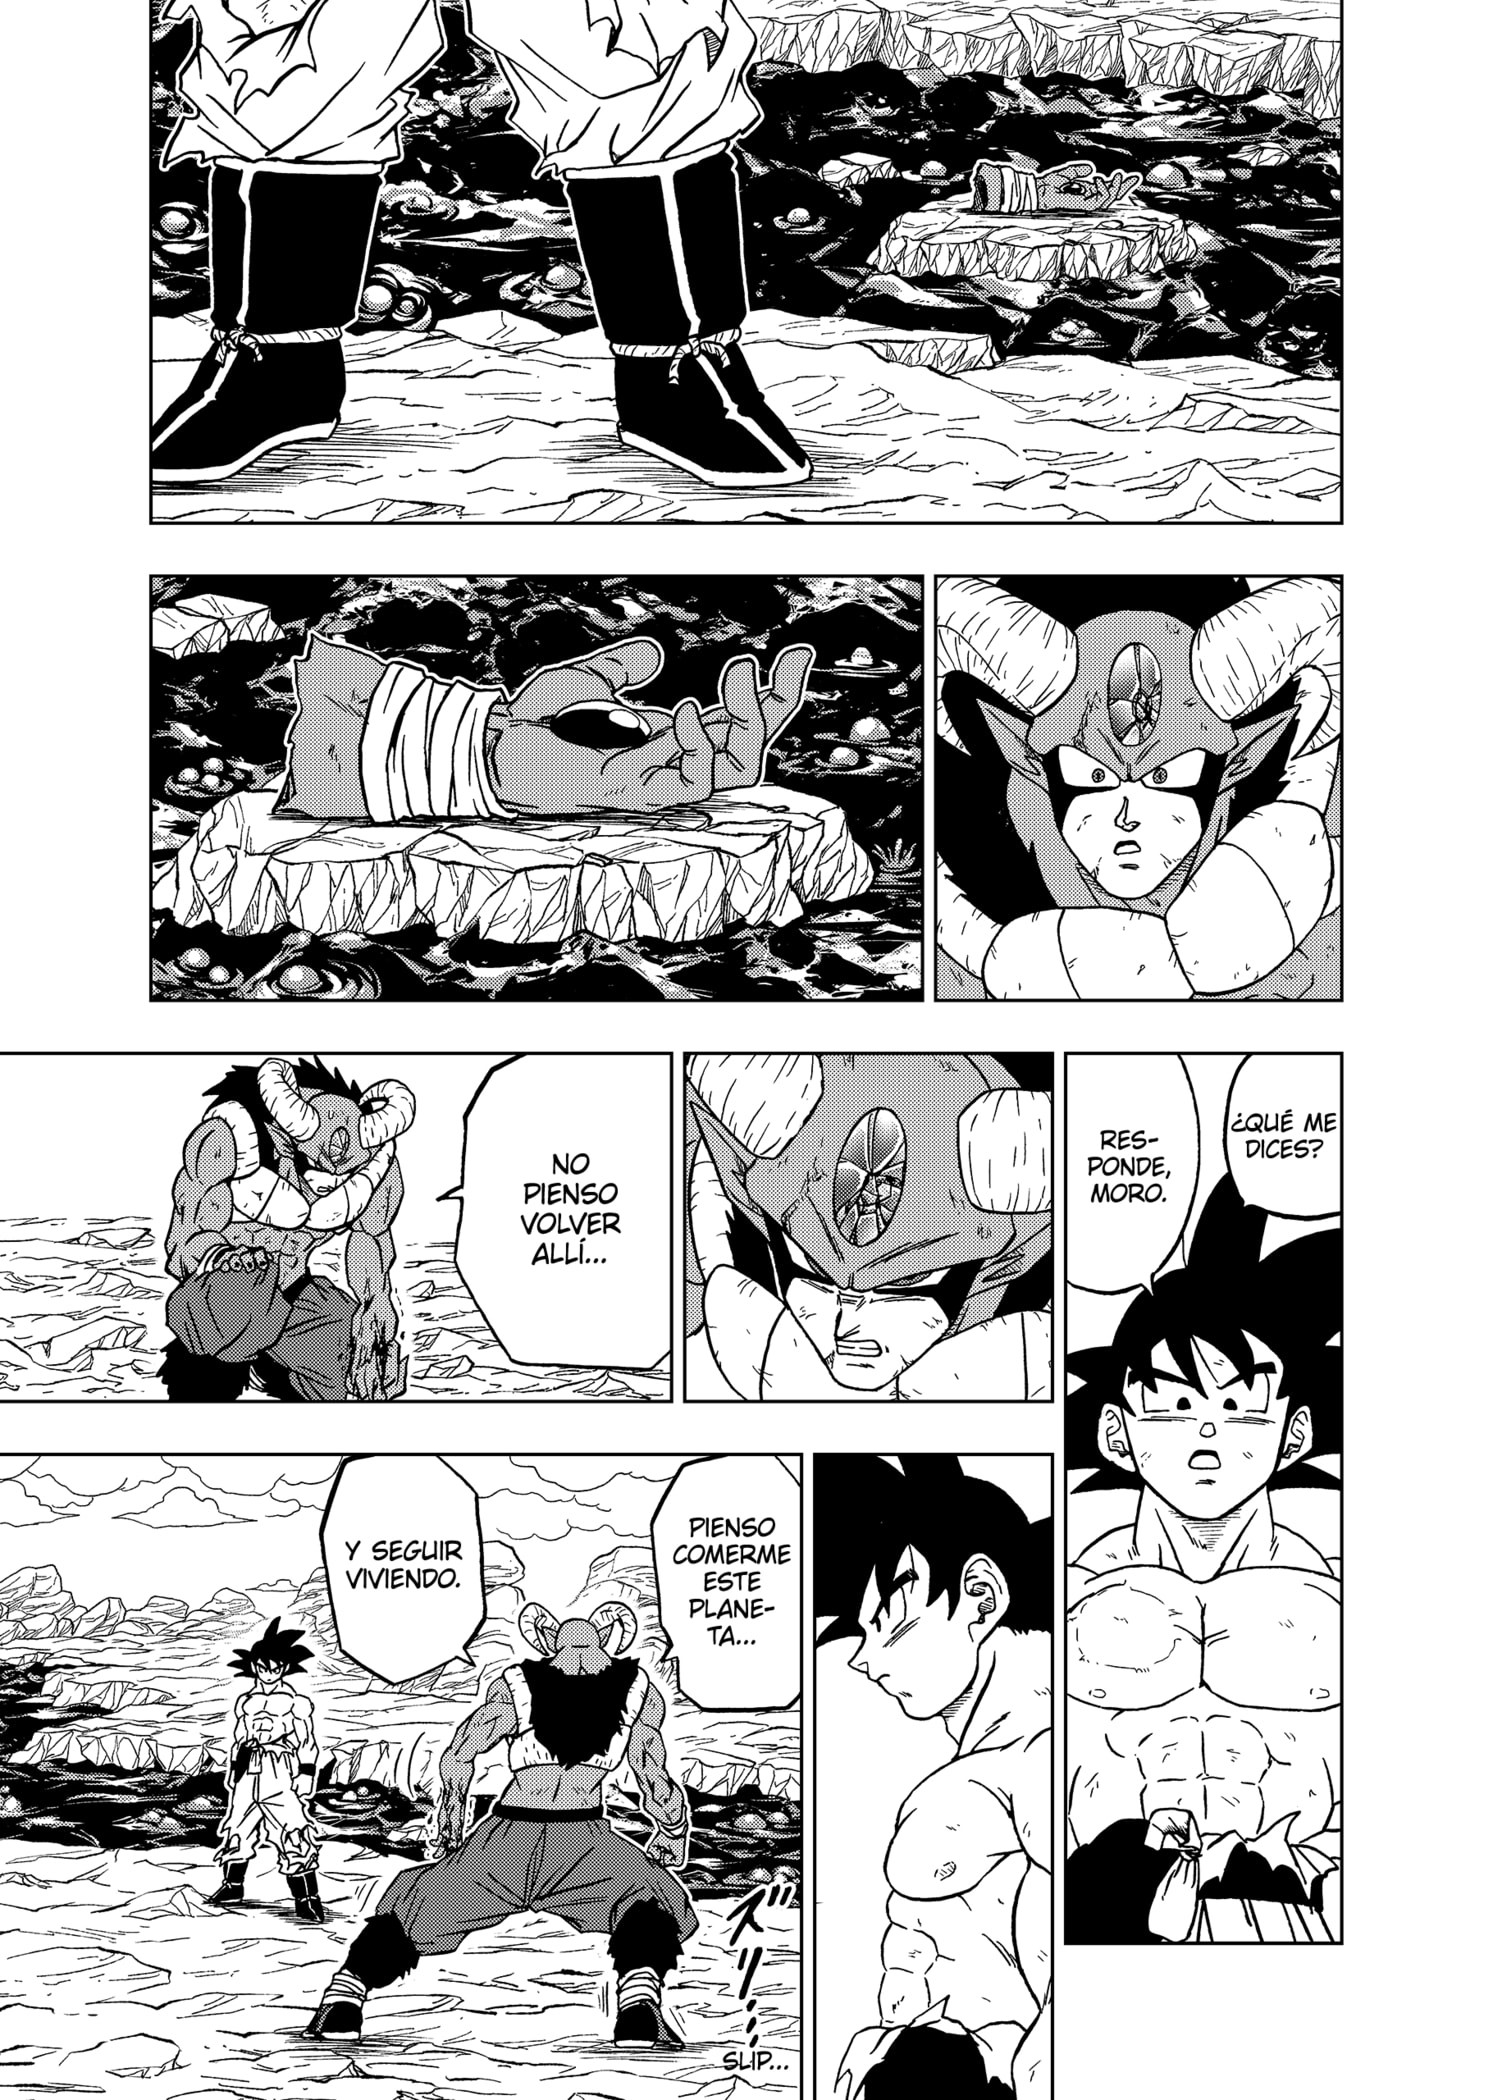 ¿QUÉ ME
DICES?
RES-
PONDE,
MORO.
NO
PIENSO
VOLVER
ALLÍ...
PIENSO
COMERME
ESTE
PLANE-
TA...
Y SEGUIR
VIVIENDO.
ズリ...
SLIP...